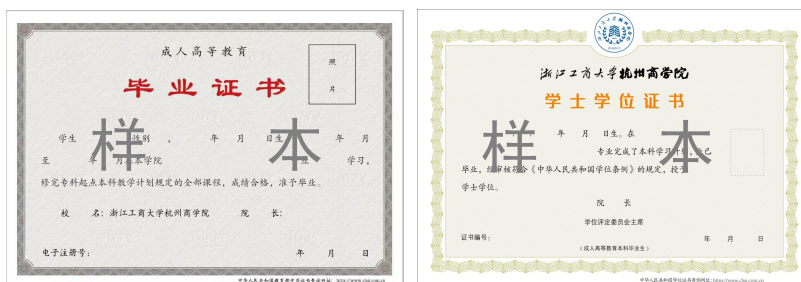 成人高等教育
毕业证书
照
片
学生 性别 , 年 月 日生 年 月
至 年 月在本学院 学习,
修完专科起点本科教学计划规定的全部课程,成绩合格,准予毕业。
校 名:浙江工商大学杭州商学院 院 长:
电子注册号: 年 月 日
样本
浙江工商大学杭州商学院
学士学位证书
年 月 日生。在
专业完成了本科学习计划,业已
毕业,经审核符合《中华人民共和国学位条例》的规定,授予
学士学位。
院 长
学位评定委员会主席
证书编号: 年 月 日
(成人高等教育本科毕业生)
样本